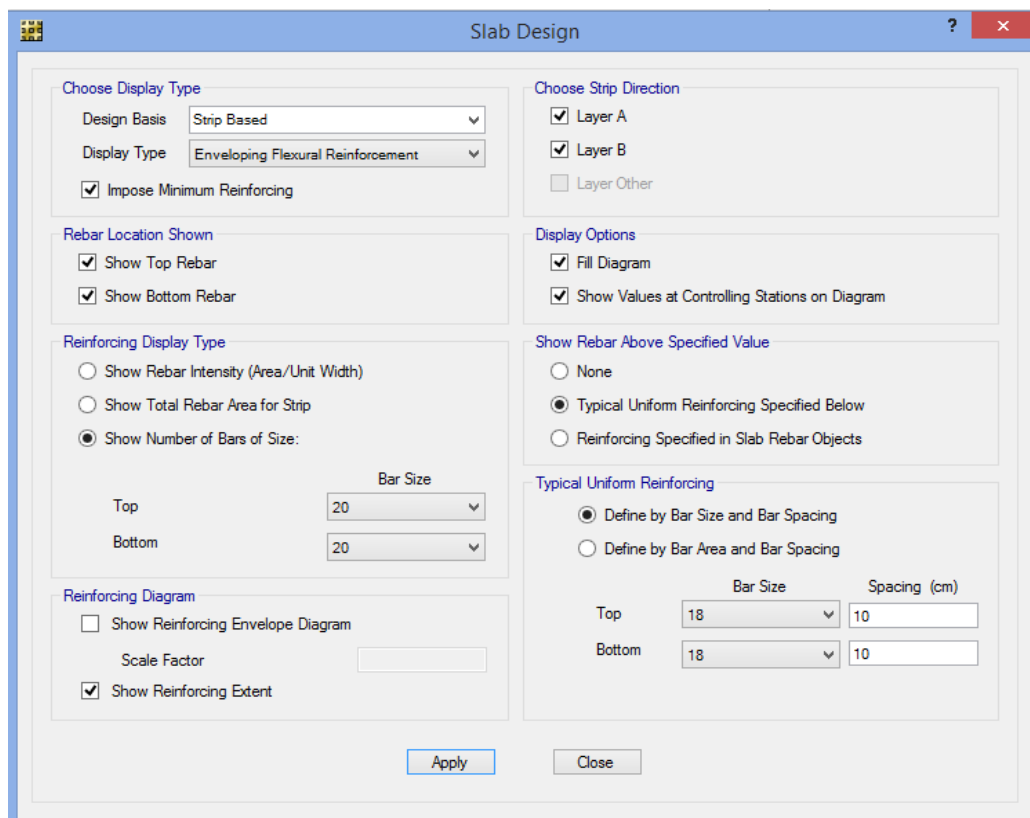 Slab Design
?
Choose Display Type
Design Basis Strip Based
Display Type Enveloping Flexural Reinforcement
Impose Minimum Reinforcing
Rebar Location Shown
Show Top Rebar
Show Bottom Rebar
Reinforcing Display Type
Show Rebar Intensity (Area/Unit Width)
Show Total Rebar Area for Strip
Show Number of Bars of Size:
Bar Size
Top 20
Bottom 20
Reinforcing Diagram
Show Reinforcing Envelope Diagram
Scale Factor
Show Reinforcing Extent
Choose Strip Direction
Layer A
Layer B
Layer Other
Display Options
Fill Diagram
Show Values at Controlling Stations on Diagram
Show Rebar Above Specified Value
None
Typical Uniform Reinforcing Specified Below
Reinforcing Specified in Slab Rebar Objects
Typical Uniform Reinforcing
Define by Bar Size and Bar Spacing
Define by Bar Area and Bar Spacing
Bar Size Spacing (cm)
Top 18 10
Bottom 18 10
Apply Close